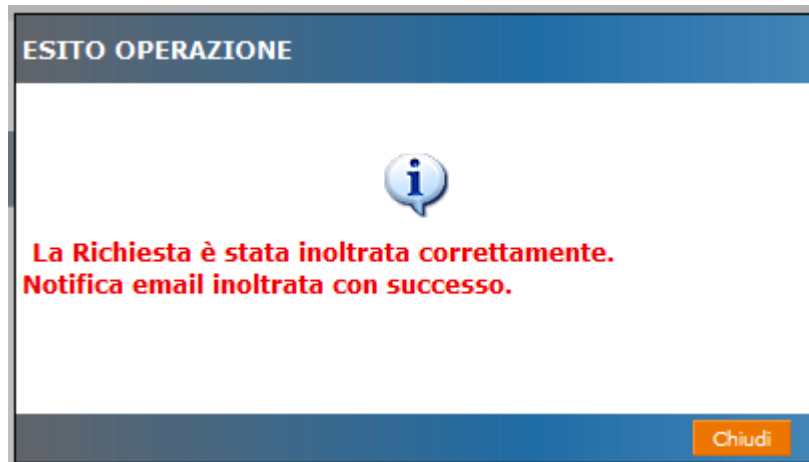 ESITO OPERAZIONE
La Richiesta è stata inoltrata correttamente.
Notifica email inoltrata con successo.
Chiudi